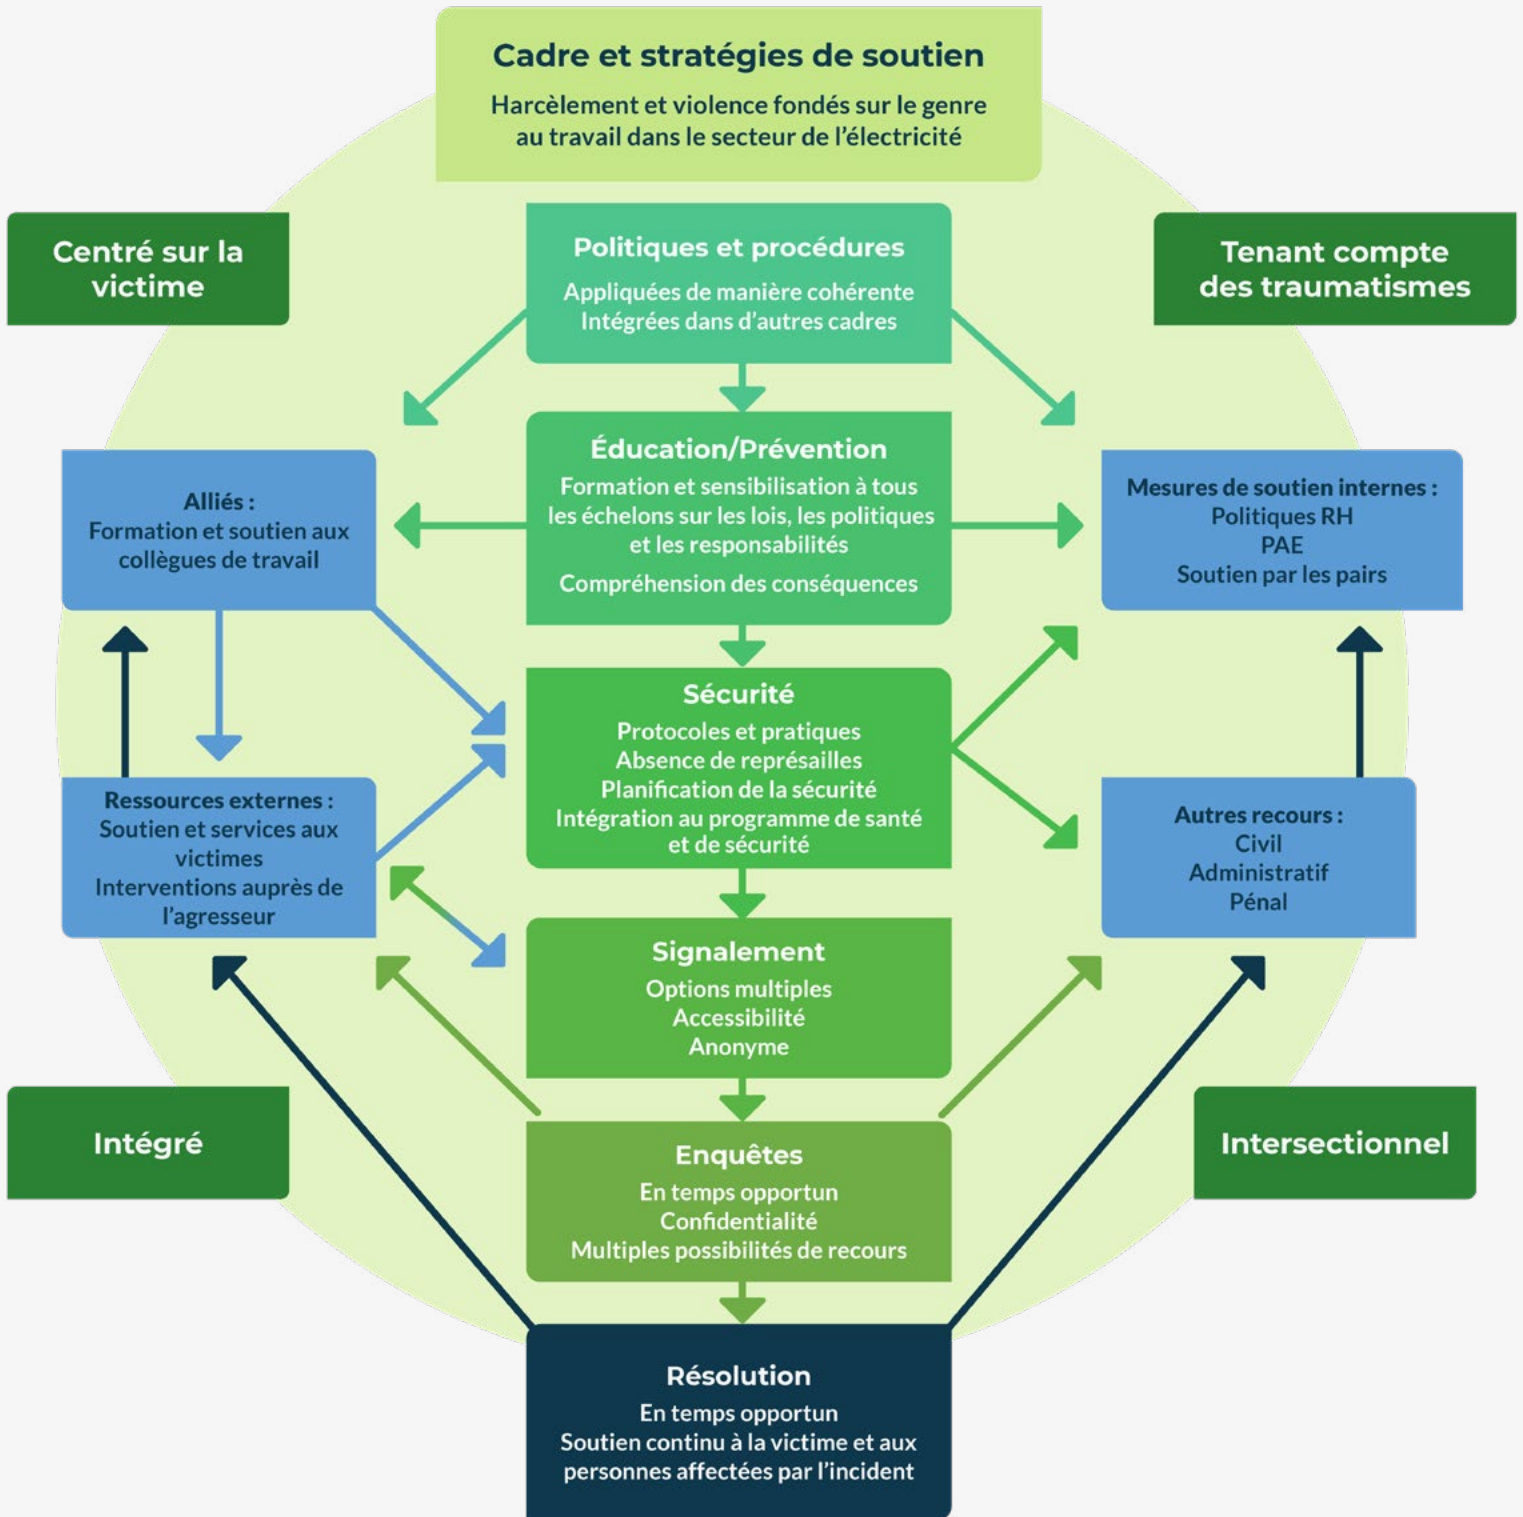 Cadre et stratégies de soutien
Harcèlement et violence fondés sur le genre
au travail dans le secteur de l’électricité
Centré sur la
victime
Politiques et procédures
Appliquées de manière cohérente
Intégrées dans d’autres cadres
Tenant compte
des traumatismes
Alliés :
Formation et soutien aux
collègues de travail
Éducation/Prévention
Formation et sensibilisation à tous
les échelons sur les lois, les politiques
et les responsabilités
Compréhension des conséquences
Mesures de soutien internes :
Politiques RH
PAE
Soutien par les pairs
Sécurité
Protocoles et pratiques
Absence de représailles
Planification de la sécurité
Intégration au programme de santé
et de sécurité
Ressources externes :
Soutien et services aux
victimes
Interventions auprès de
l’agresseur
Autres recours :
Civil
Administratif
Pénal
Signalement
Options multiples
Accessibilité
Anonyme
Intégré
Enquêtes
En temps opportun
Confidentialité
Multiples possibilités de recours
Intersectionnel
Résolution
En temps opportun
Soutien continu à la victime et aux
personnes affectées par l’incident